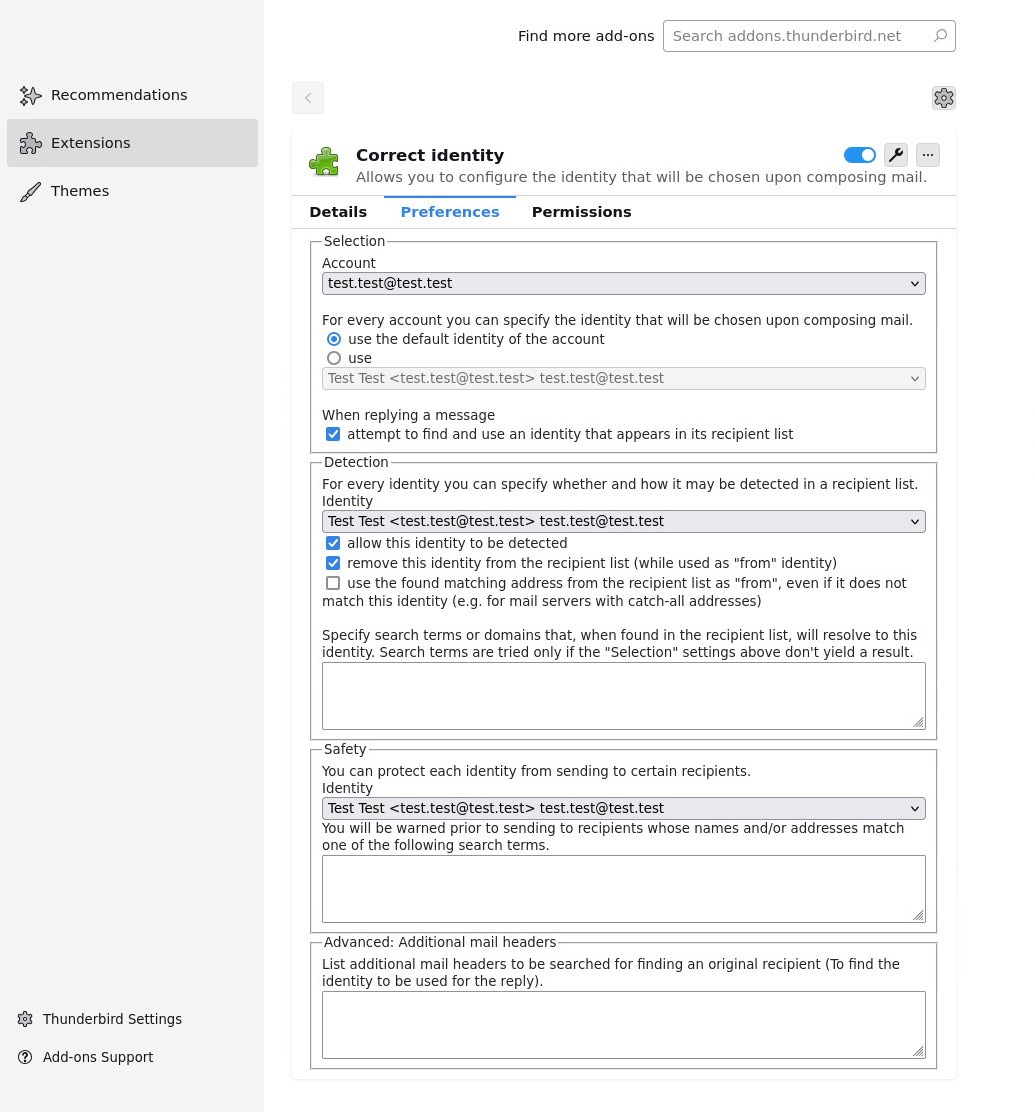 Find more add-ons
Search addons.thunderbird.net
Recommendations
Extensions
Themes
Correct identity
Allows you to configure the identity that will be chosen upon composing mail.
Details
Preferences
Permissions
Selection
Account
test.test@test.test
For every account you can specify the identity that will be chosen upon composing mail.
use the default identity of the account
use
Test Test <test.test@test.test> test.test@test.test
When replying a message
attempt to find and use an identity that appears in its recipient list
Detection
For every identity you can specify whether and how it may be detected in a recipient list.
Identity
Test Test <test.test@test.test> test.test@test.test
allow this identity to be detected
remove this identity from the recipient list (while used as "from" identity)
use the found matching address from the recipient list as "from", even if it does not
match this identity (e.g. for mail servers with catch-all addresses)
Specify search terms or domains that, when found in the recipient list, will resolve to this
identity. Search terms are tried only if the "Selection" settings above don't yield a result.
Safety
You can protect each identity from sending to certain recipients.
Identity
Test Test <test.test@test.test> test.test@test.test
You will be warned prior to sending to recipients whose names and/or addresses match
one of the following search terms.
Advanced: Additional mail headers
List additional mail headers to be searched for finding an original recipient (To find the
identity to be used for the reply).
Thunderbird Settings
Add-ons Support